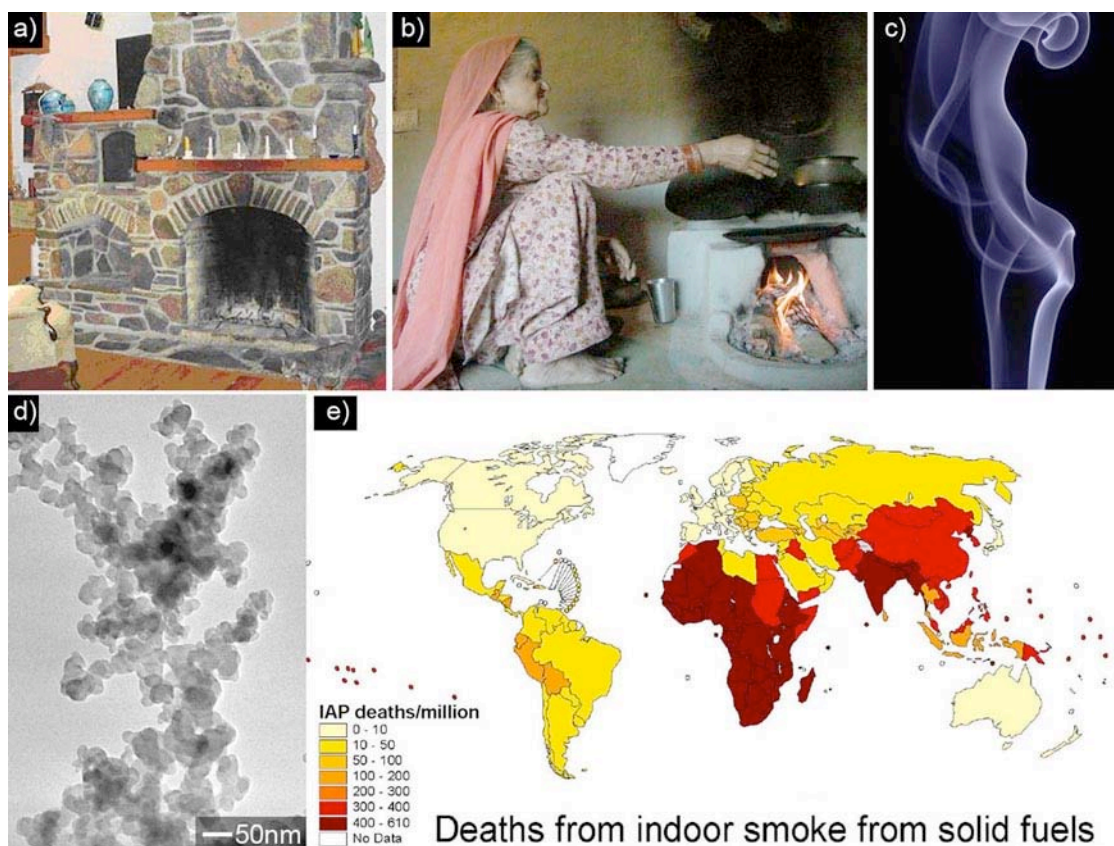 a)
b)
c)
d)
e)
50nm
IAP deaths/million
0 - 10
10 - 50
50 - 100
100 - 200
200 - 300
300 - 400
400 - 610
No Data
Deaths from indoor smoke from solid fuels